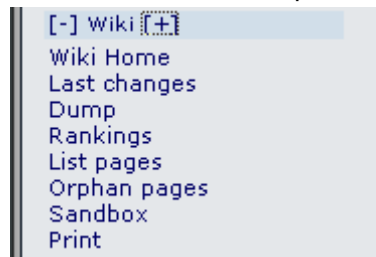 [-] Wiki [+]
Wiki Home
Last changes
Dump
Rankings
List pages
Orphan pages
Sandbox
Print